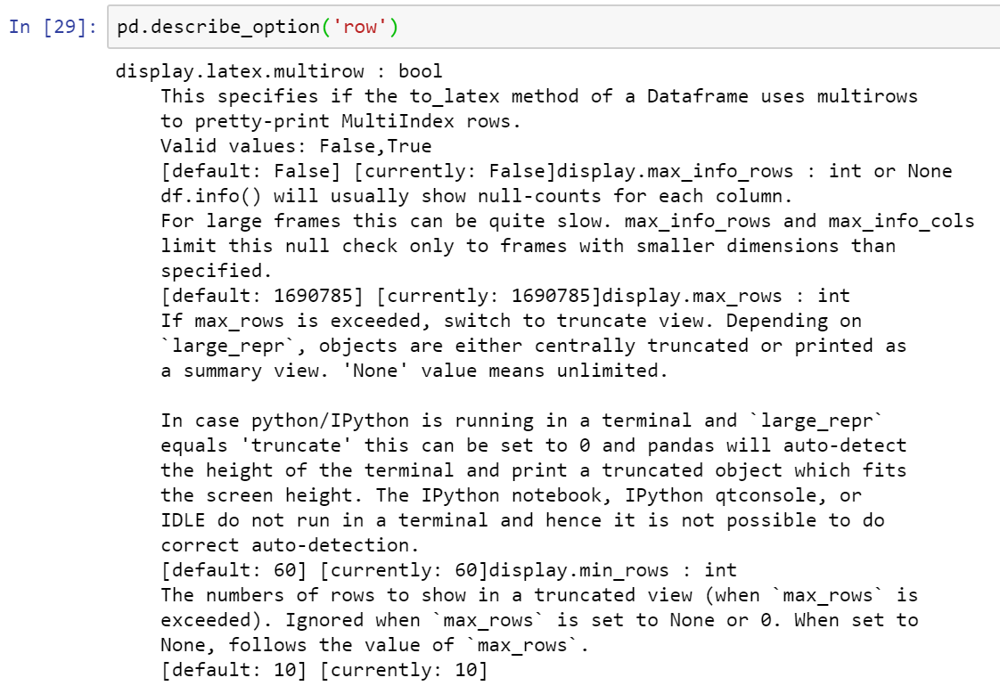 In [29]: pd.describe_option('row')
display.latex.multirow : bool
    This specifies if the to_latex method of a Dataframe uses multirows
    to pretty-print MultiIndex rows.
    Valid values: False,True
    [default: False] [currently: False]display.max_info_rows : int or None
    df.info() will usually show null-counts for each column.
    For large frames this can be quite slow. max_info_rows and max_info_cols
    limit this null check only to frames with smaller dimensions than
    specified.
    [default: 1690785] [currently: 1690785]display.max_rows : int
    If max_rows is exceeded, switch to truncate view. Depending on
    `large_repr`, objects are either centrally truncated or printed as
    a summary view. 'None' value means unlimited.

    In case python/IPython is running in a terminal and `large_repr`
    equals 'truncate' this can be set to 0 and pandas will auto-detect
    the height of the terminal and print a truncated object which fits
    the screen height. The IPython notebook, IPython qtconsole, or
    IDLE do not run in a terminal and hence it is not possible to do
    correct auto-detection.
    [default: 60] [currently: 60]display.min_rows : int
    The numbers of rows to show in a truncated view (when `max_rows` is
    exceeded). Ignored when `max_rows` is set to None or 0. When set to
    None, follows the value of `max_rows`.
    [default: 10] [currently: 10]